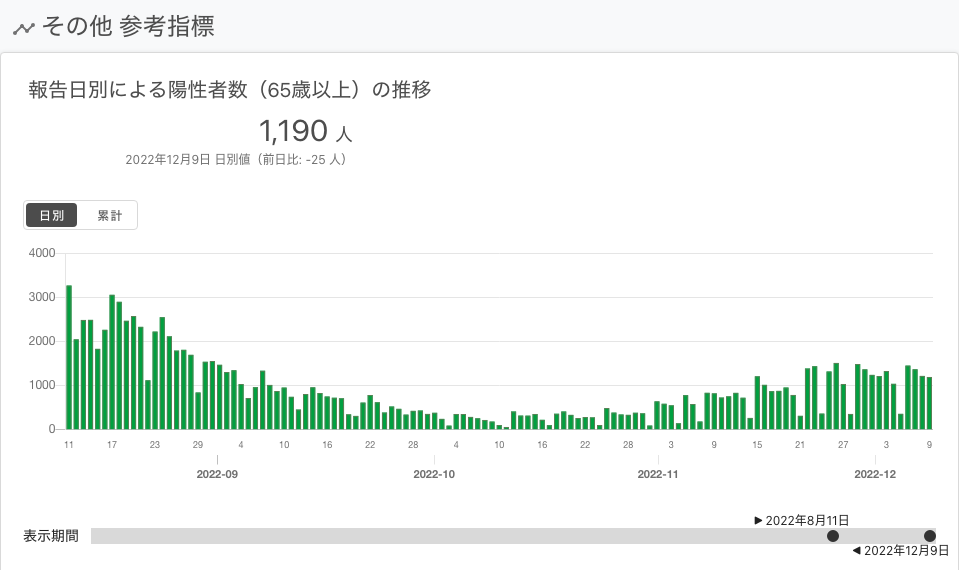 その他 参考指標
報告日別による陽性者数（65歳以上）の推移
1,190 人
2022年12月9日 日別値（前日比: -25 人）
日別 累計
4000
3000
2000
1000
0
11 17 23 29 4 10 16 22 28 4 10 16 22 28 3 9 15 21 27 3 9
2022-09 2022-10 2022-11 2022-12
▶ 2022年8月11日
表示期間
◀ 2022年12月9日